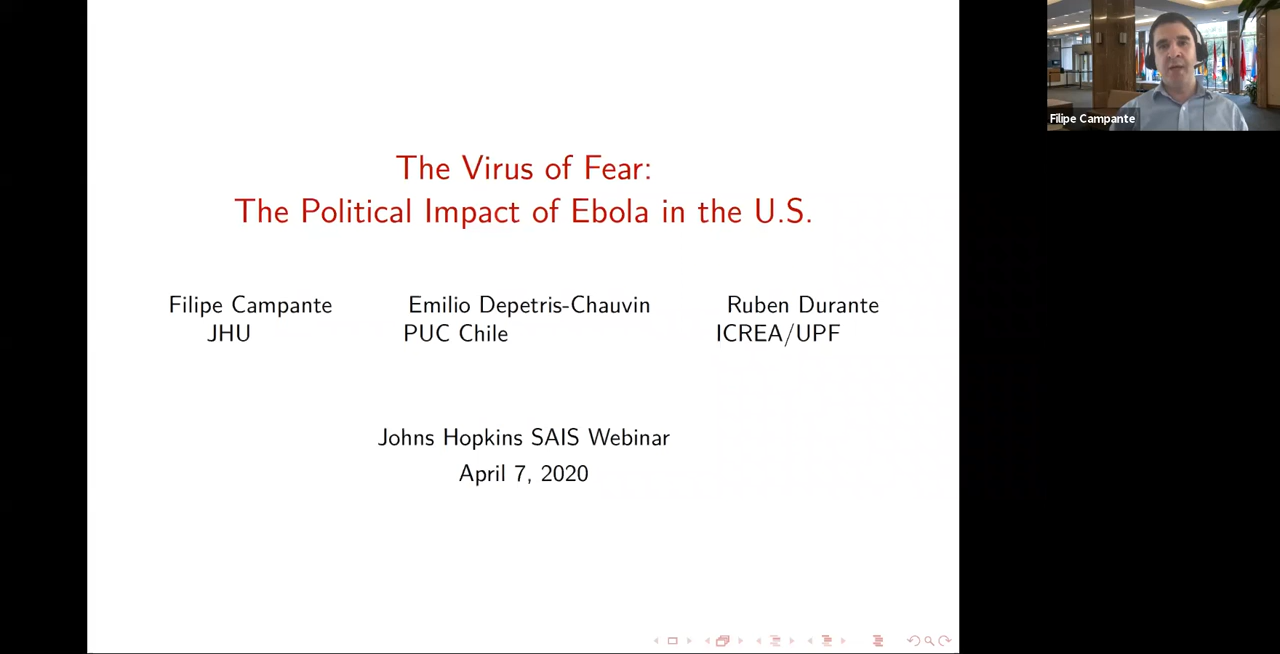 The Virus of Fear:
The Political Impact of Ebola in the U.S.
Filipe Campante Emilio Depetris-Chauvin Ruben Durante
JHU PUC Chile ICREA/UPF
Johns Hopkins SAIS Webinar
April 7, 2020
Filipe Campante